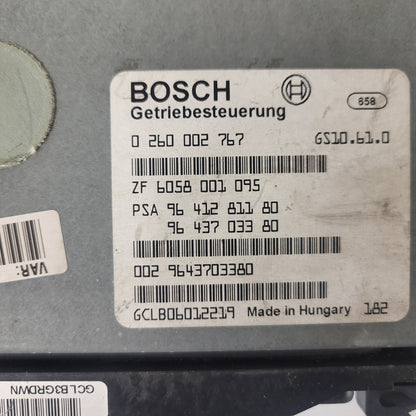 BOSCH
Getriebesteuerung
858
0 260 002 767 GS10.61.0
ZF 6058 001 095
PSA 96 412 811 80
96 437 033 80
002 9643703380
GCLB06012219 Made in Hungary 182
VAR:
GCLB3GRDWN